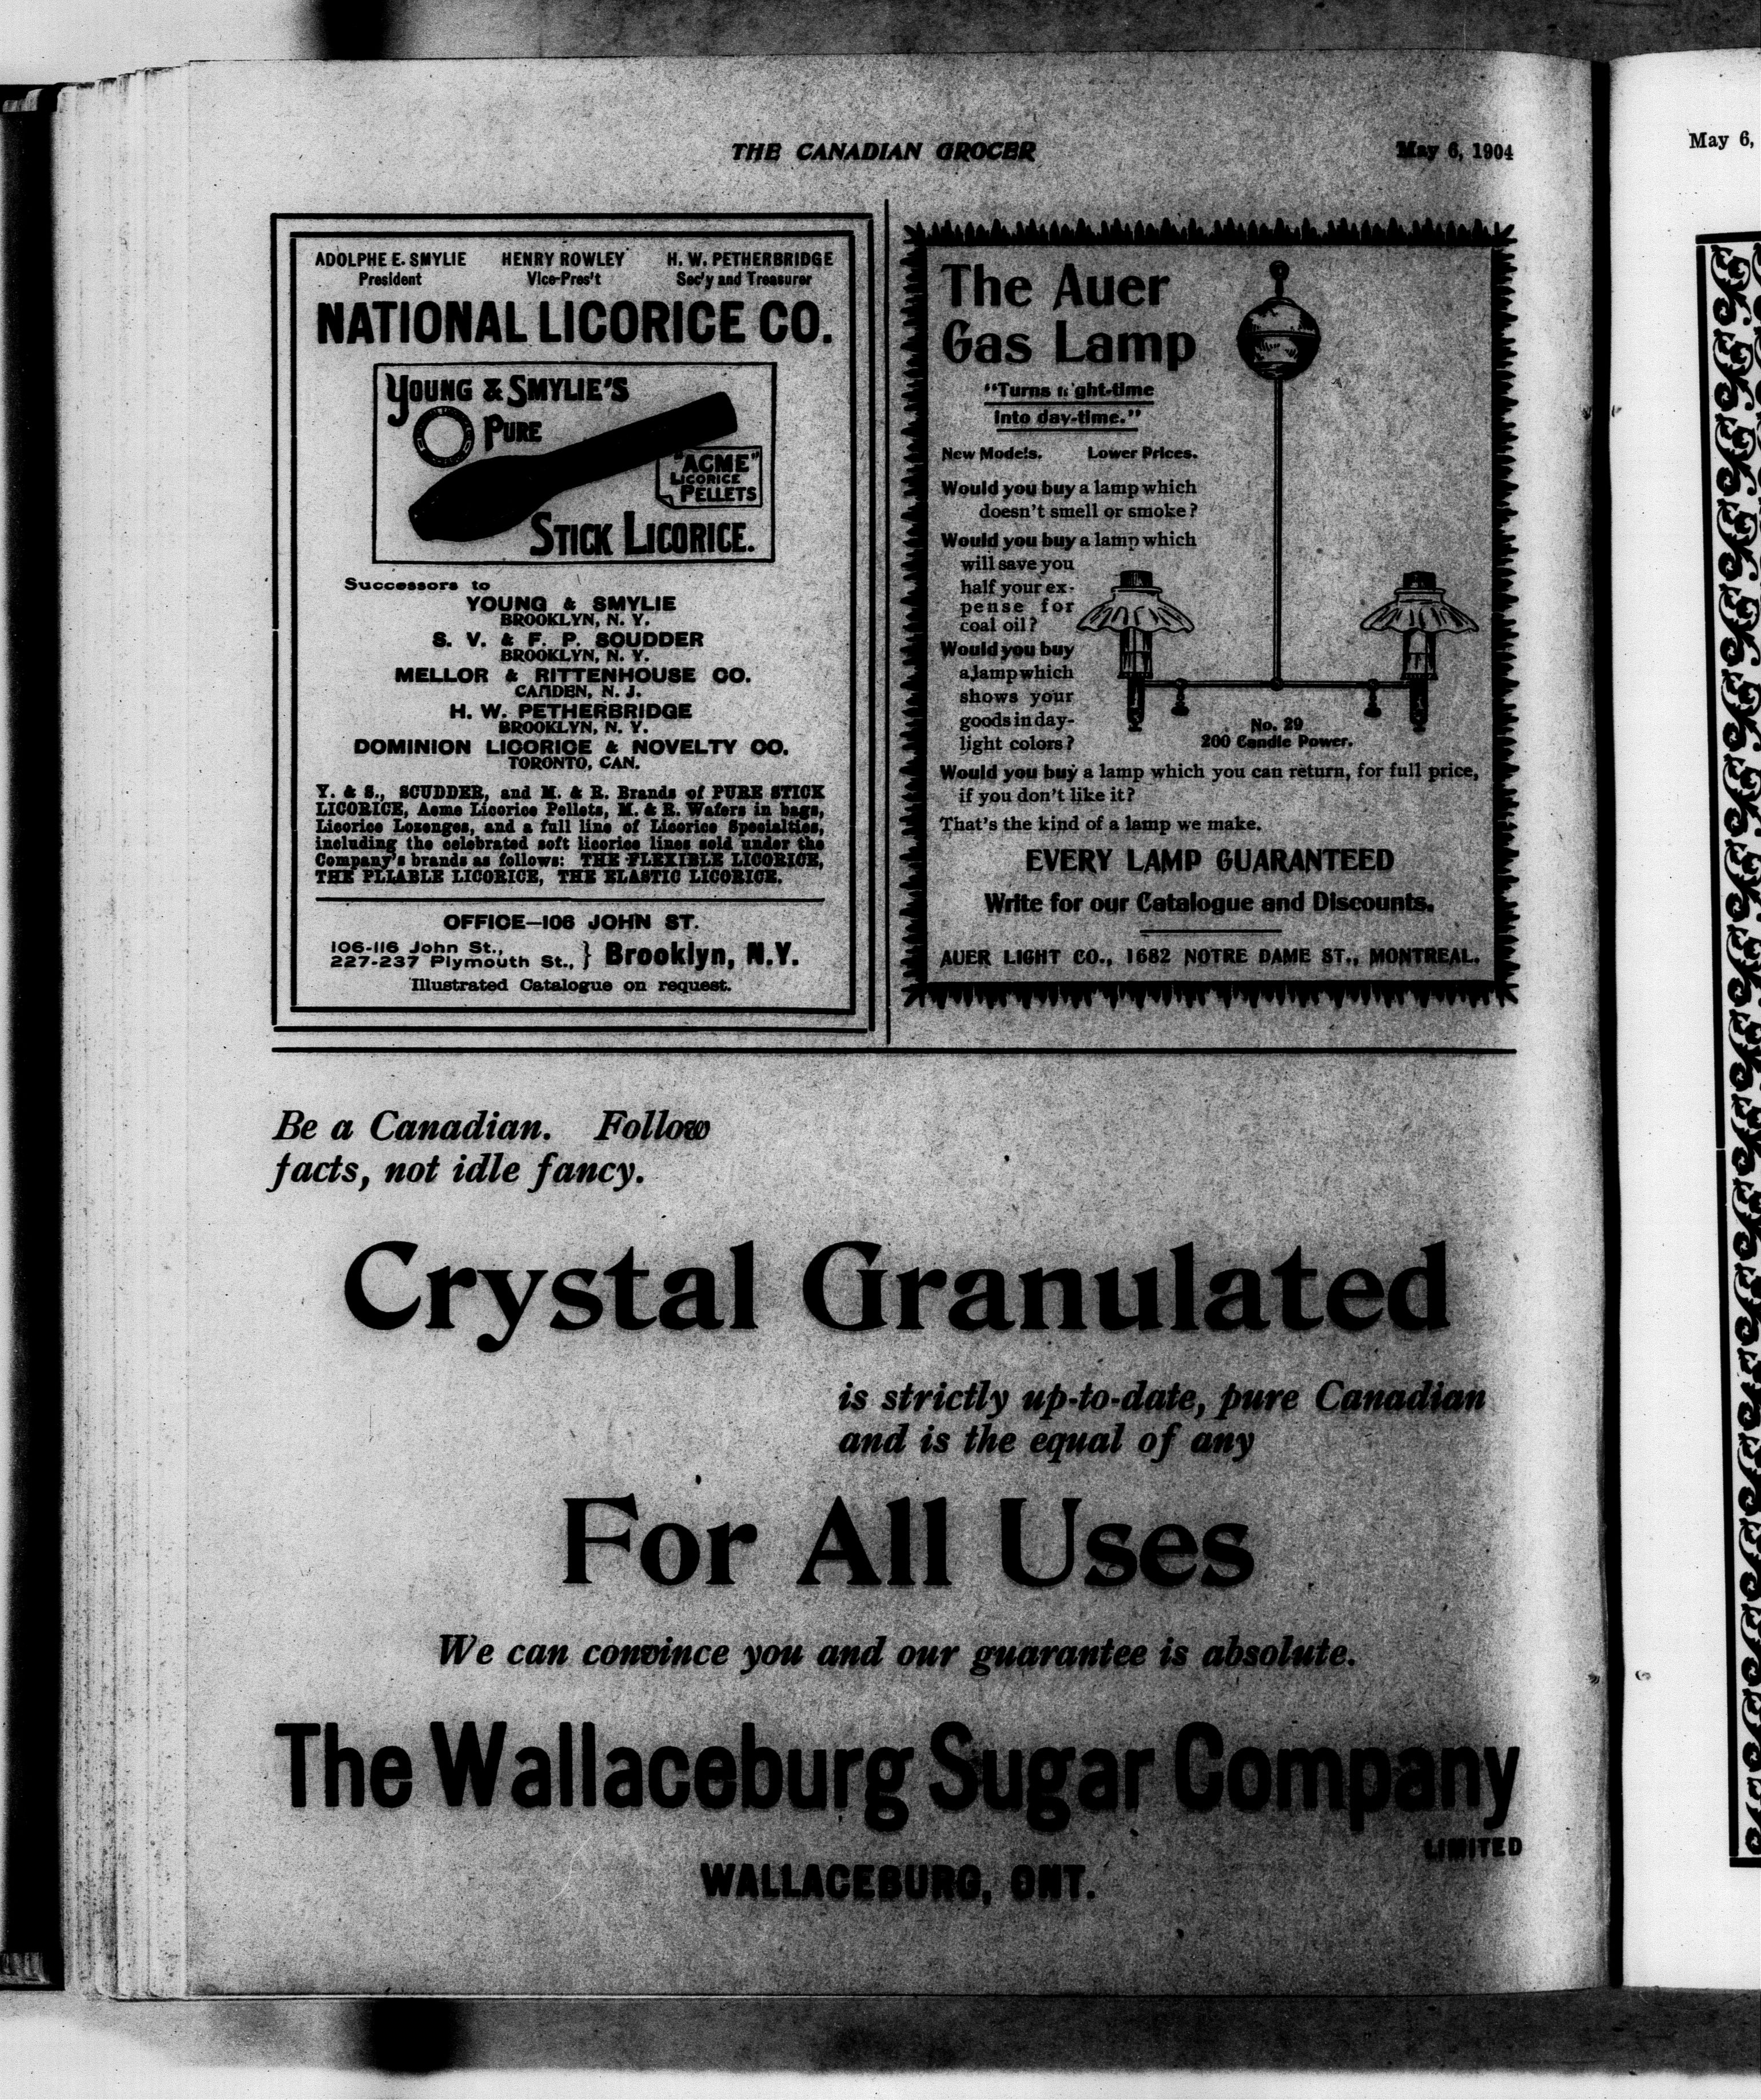 THE CANADIAN GROCER
May 6, 1904
ADOLPHE E. SMYLIE HENRY ROWLEY H. W. PETHERBRIDGE
President Vice-Pres't Sec'y and Treasurer
NATIONAL LICORICE CO.
YOUNG & SMYLIE'S
PURE
"ACME"
LICORICE
PELLETS
STICK LICORICE.
Successors to
YOUNG & SMYLIE
BROOKLYN, N. Y.
S. V. & F. P. SCUDDER
BROOKLYN, N. Y.
MELLOR & RITTENHOUSE CO.
CAMDEN, N. J.
H. W. PETHERBRIDGE
BROOKLYN, N. Y.
DOMINION LICORICE & NOVELTY CO.
TORONTO, CAN.
Y. & S., SCUDDER, and M. & R. Brands of PURE STICK
LICORICE, Acme Licorice Pellets, M. & R. Wafers in bags,
Licorice Lozenges, and a full line of Licorice Specialties,
including the celebrated soft licorice lines sold under the
Company's brands as follows: THE FLEXIBLE LICORICE,
THE PLIABLE LICORICE, THE ELASTIC LICORICE.
OFFICE—106 JOHN ST.
106-116 John St.,
227-237 Plymouth St., } Brooklyn, N.Y.
Illustrated Catalogue on request.
The Auer
Gas Lamp
"Turns night-time
into day-time."
New Models. Lower Prices.
Would you buy a lamp which
doesn't smell or smoke?
Would you buy a lamp which
will save you
half your ex-
pense for
coal oil?
Would you buy
a lamp which
shows your
goods in day-
light colors?
No. 29
200 Candle Power.
Would you buy a lamp which you can return, for full price,
if you don't like it?
That's the kind of a lamp we make.
EVERY LAMP GUARANTEED
Write for our Catalogue and Discounts.
AUER LIGHT CO., 1682 NOTRE DAME ST., MONTREAL.
Be a Canadian. Follow
facts, not idle fancy.
Crystal Granulated
is strictly up-to-date, pure Canadian
and is the equal of any
For All Uses
We can convince you and our guarantee is absolute.
The Wallaceburg Sugar Company
LIMITED
WALLACEBURG, ONT.
May 6,